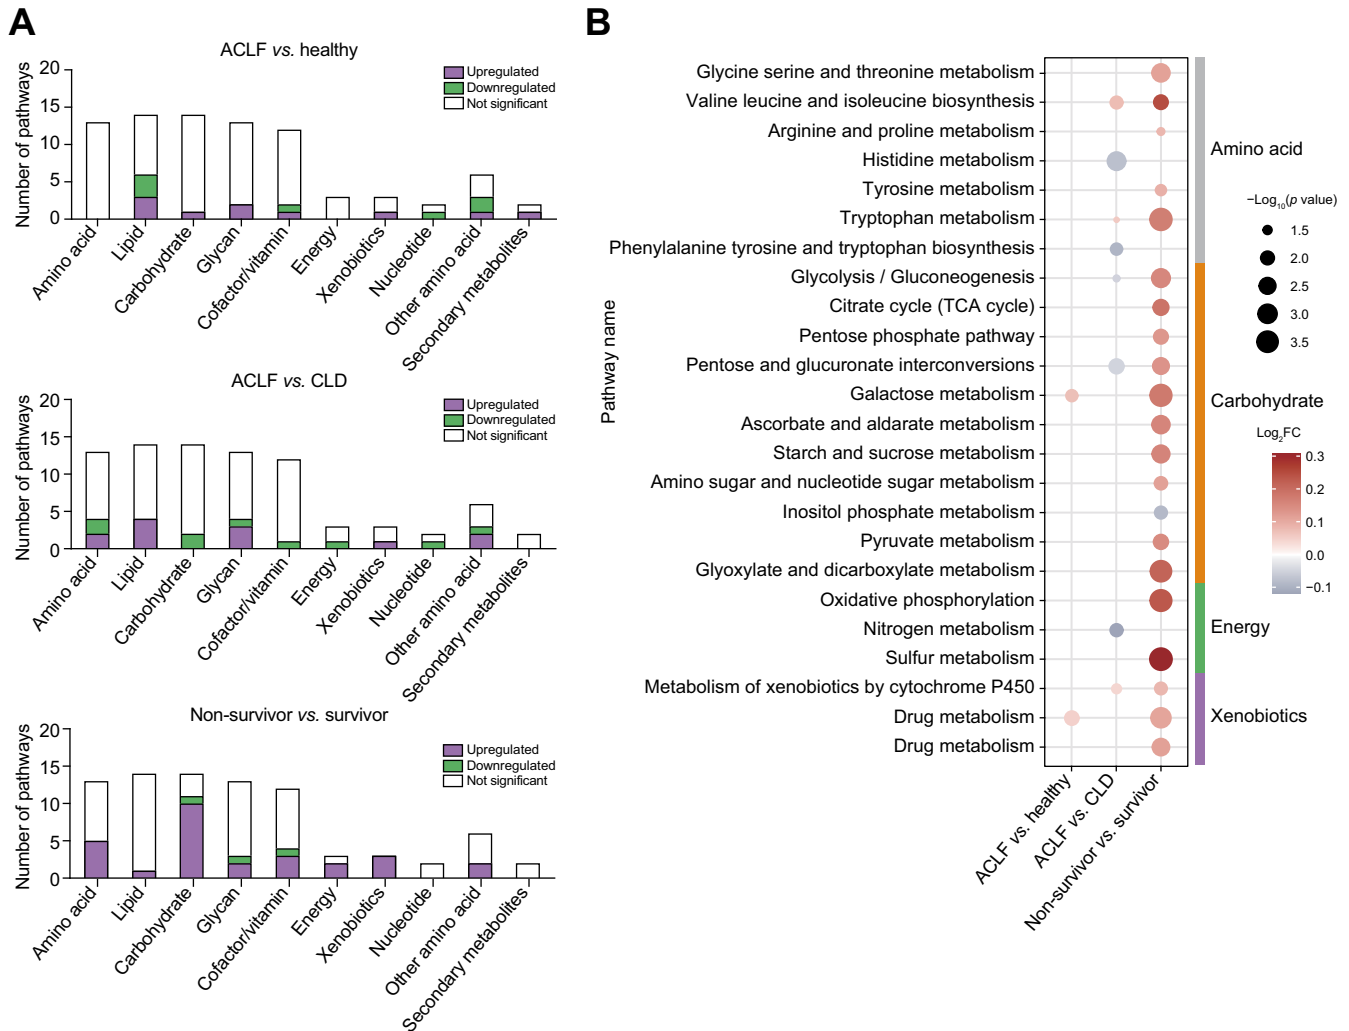 A
ACLF vs. healthy
Number of pathways
20
15
10
5
0
Upregulated
Downregulated
Not significant
Amino acid
Lipid
Carbohydrate
Glycan
Cofactor/vitamin
Energy
Xenobiotics
Nucleotide
Other amino acid
Secondary metabolites
ACLF vs. CLD
Number of pathways
20
15
10
5
0
Upregulated
Downregulated
Not significant
Amino acid
Lipid
Carbohydrate
Glycan
Cofactor/vitamin
Energy
Xenobiotics
Nucleotide
Other amino acid
Secondary metabolites
Non-survivor vs. survivor
Number of pathways
20
15
10
5
0
Upregulated
Downregulated
Not significant
Amino acid
Lipid
Carbohydrate
Glycan
Cofactor/vitamin
Energy
Xenobiotics
Nucleotide
Other amino acid
Secondary metabolites
B
Pathway name
Glycine serine and threonine metabolism
Valine leucine and isoleucine biosynthesis
Arginine and proline metabolism
Histidine metabolism
Tyrosine metabolism
Tryptophan metabolism
Phenylalanine tyrosine and tryptophan biosynthesis
Glycolysis / Gluconeogenesis
Citrate cycle (TCA cycle)
Pentose phosphate pathway
Pentose and glucuronate interconversions
Galactose metabolism
Ascorbate and aldarate metabolism
Starch and sucrose metabolism
Amino sugar and nucleotide sugar metabolism
Inositol phosphate metabolism
Pyruvate metabolism
Glyoxylate and dicarboxylate metabolism
Oxidative phosphorylation
Nitrogen metabolism
Sulfur metabolism
Metabolism of xenobiotics by cytochrome P450
Drug metabolism
Drug metabolism
ACLF vs. healthy
ACLF vs. CLD
Non-survivor vs. survivor
Amino acid
Carbohydrate
Energy
Xenobiotics
−Log10(p value)
1.5
2.0
2.5
3.0
3.5
Log2FC
0.3
0.2
0.1
0.0
−0.1